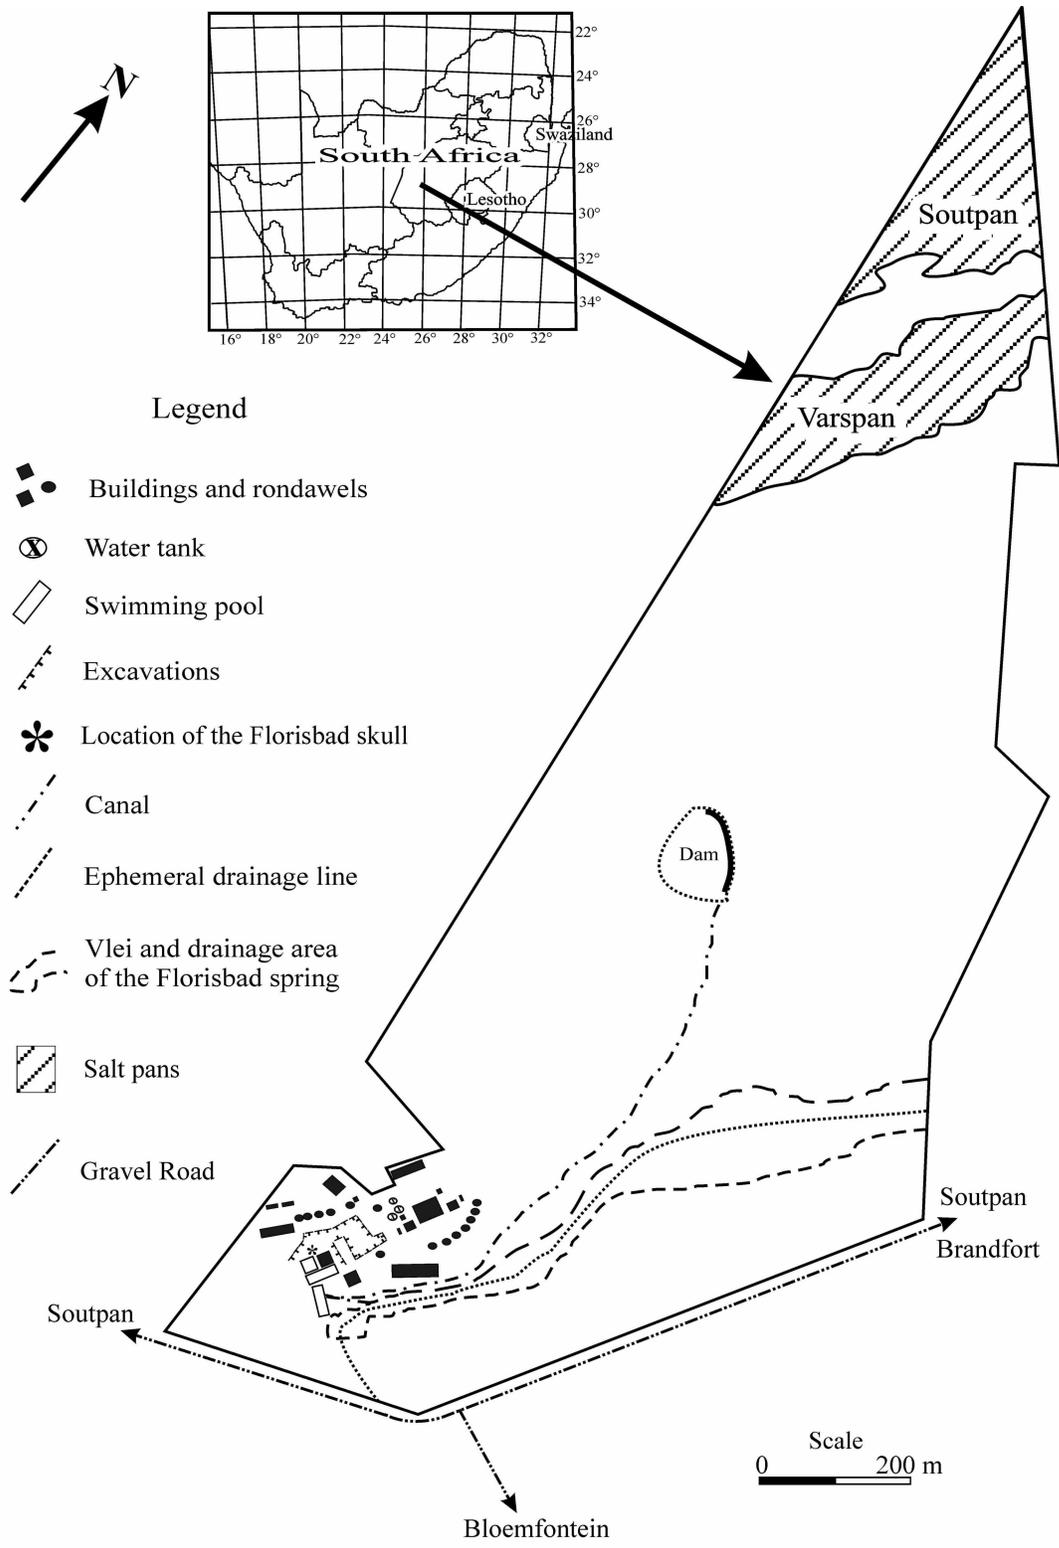 N
22°
24°
26°
Swaziland
South Africa
28°
Lesotho
30°
32°
34°
16° 18° 20° 22° 24° 26° 28° 30° 32°
Soutpan
Varspan
Legend
Buildings and rondawels
X
Water tank
Swimming pool
Excavations
Location of the Florisbad skull
Canal
Ephemeral drainage line
Vlei and drainage area
of the Florisbad spring
Salt pans
Gravel Road
Dam
Soutpan
Brandfort
Soutpan
Bloemfontein
Scale
0 200 m